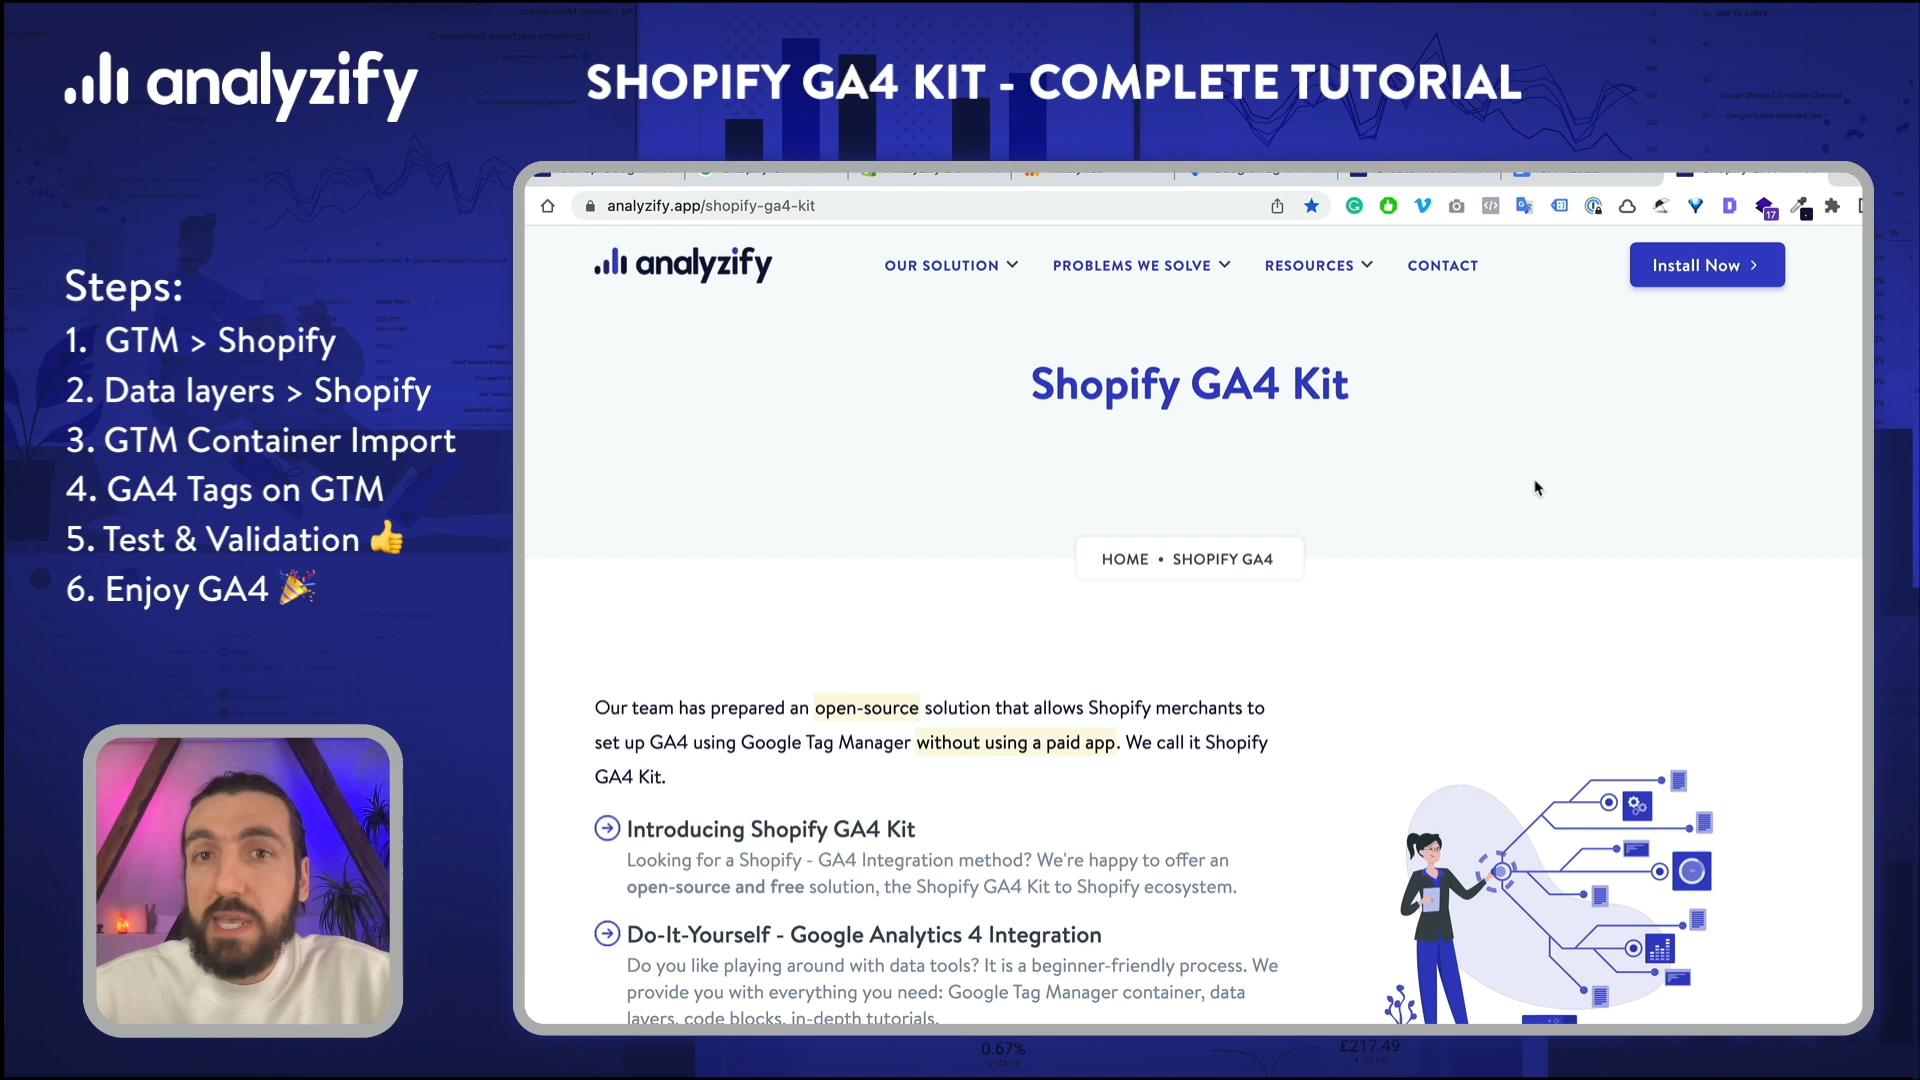 analyzify
SHOPIFY GA4 KIT - COMPLETE TUTORIAL
Steps:
1. GTM > Shopify
2. Data layers > Shopify
3. GTM Container Import
4. GA4 Tags on GTM
5. Test & Validation 👍
6. Enjoy GA4 🎉
analyzify.app/shopify-ga4-kit
17
analyzify
OUR SOLUTION
PROBLEMS WE SOLVE
RESOURCES
CONTACT
Install Now >
Shopify GA4 Kit
HOME • SHOPIFY GA4
Our team has prepared an open-source solution that allows Shopify merchants to
set up GA4 using Google Tag Manager without using a paid app. We call it Shopify
GA4 Kit.
Introducing Shopify GA4 Kit
Looking for a Shopify - GA4 Integration method? We're happy to offer an
open-source and free solution, the Shopify GA4 Kit to Shopify ecosystem.
Do-It-Yourself - Google Analytics 4 Integration
Do you like playing around with data tools? It is a beginner-friendly process. We
provide you with everything you need: Google Tag Manager container, data
layers, code blocks, in-depth tutorials.
0.67%
£217.49